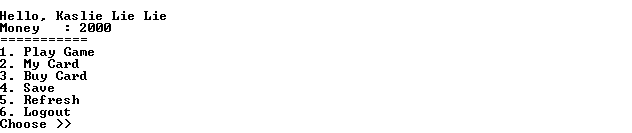 Hello, Kaslie Lie Lie
Money   : 2000
===========
1. Play Game
2. My Card
3. Buy Card
4. Save
5. Refresh
6. Logout
Choose >>